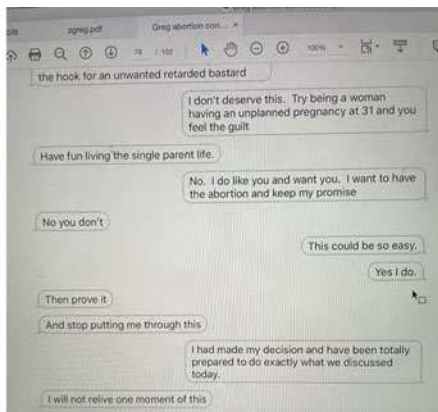 zgreg.pdf
Greg abortion con...
76 / 102
100%
the hook for an unwanted retarded bastard
I don't deserve this. Try being a woman
having an unplanned pregnancy at 31 and you
feel the guilt
Have fun living the single parent life.
No. I do like you and want you. I want to have
the abortion and keep my promise
No you don't
This could be so easy.
Yes I do.
Then prove it
And stop putting me through this
I had made my decision and have been totally
prepared to do exactly what we discussed
today.
I will not relive one moment of this